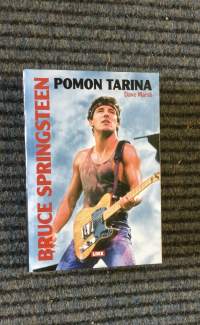 POMON TARINA
Dave Marsh
BRUCE SPRINGSTEEN
LIKE